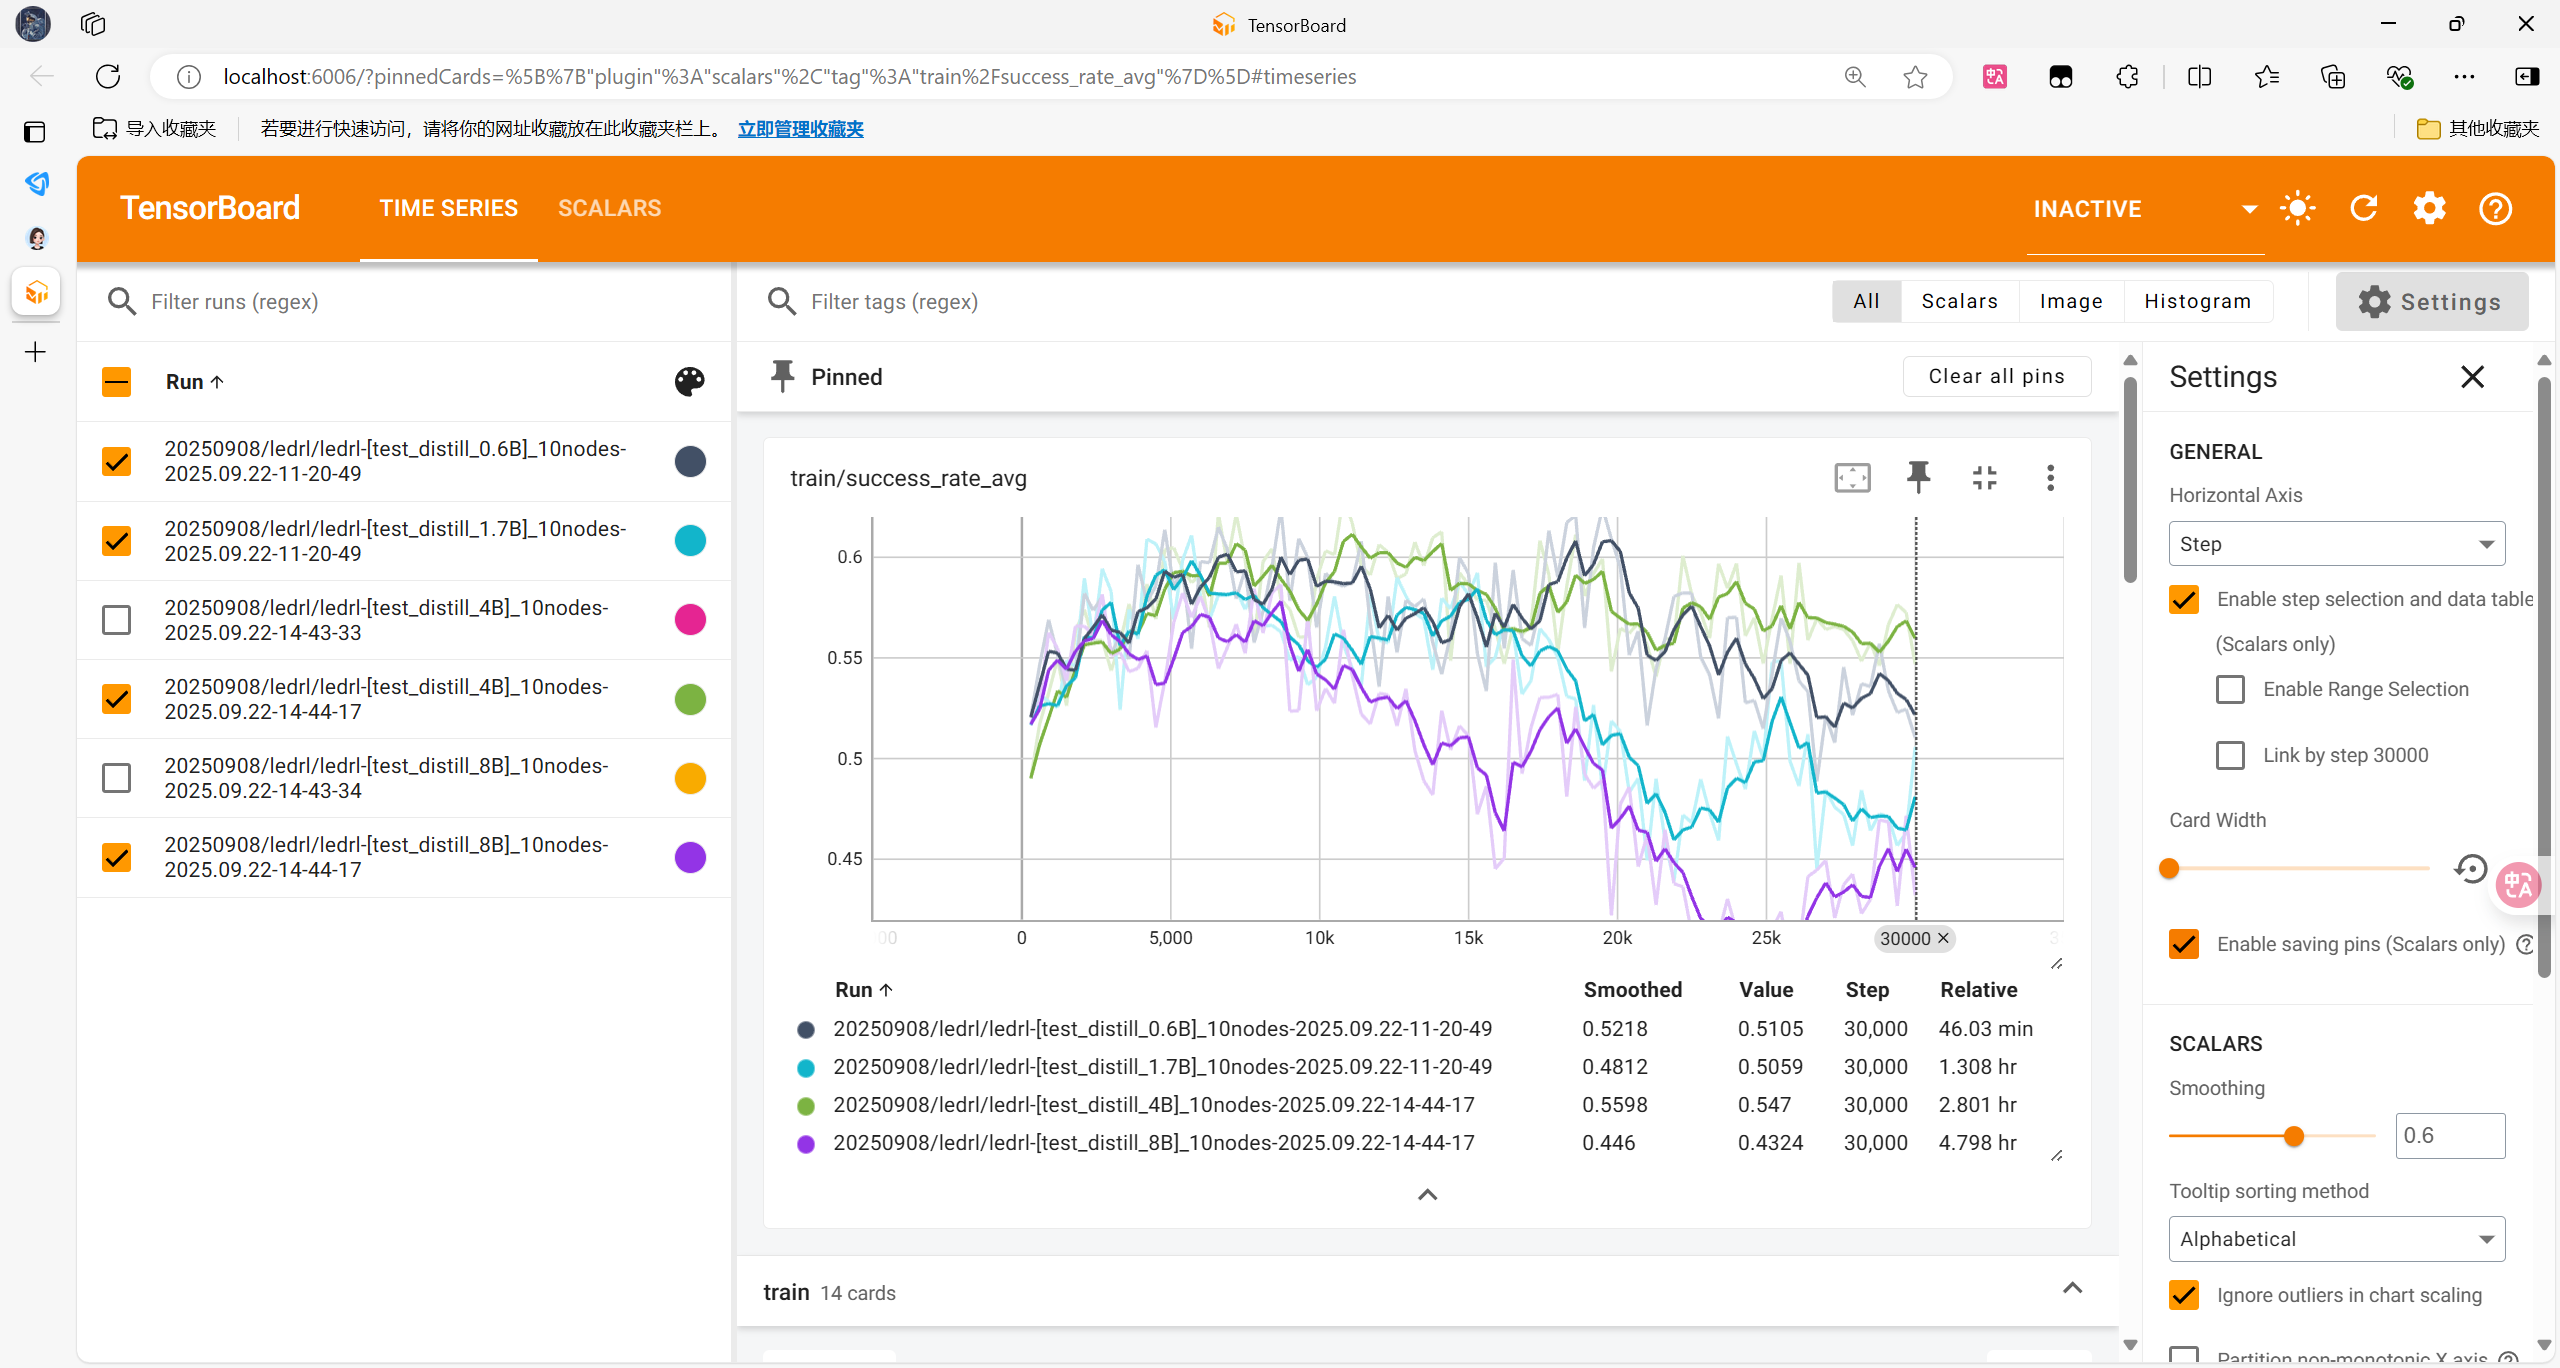 TensorBoard
localhost:6006/?pinnedCards=%5B%7B"plugin"%3A"scalars"%2C"tag"%3A"train%2Fsuccess_rate_avg"%7D%5D#timeseries
导入收藏夹
若要进行快速访问，请将你的网址收藏放在此收藏夹栏上。 立即管理收藏夹
其他收藏夹
TensorBoard
TIME SERIES
SCALARS
INACTIVE
Filter runs (regex)
Run ↑
20250908/ledrl/ledrl-[test_distill_0.6B]_10nodes-
2025.09.22-11-20-49
20250908/ledrl/ledrl-[test_distill_1.7B]_10nodes-
2025.09.22-11-20-49
20250908/ledrl/ledrl-[test_distill_4B]_10nodes-
2025.09.22-14-43-33
20250908/ledrl/ledrl-[test_distill_4B]_10nodes-
2025.09.22-14-44-17
20250908/ledrl/ledrl-[test_distill_8B]_10nodes-
2025.09.22-14-43-34
20250908/ledrl/ledrl-[test_distill_8B]_10nodes-
2025.09.22-14-44-17
Filter tags (regex)
All
Scalars
Image
Histogram
Settings
Pinned
Clear all pins
train/success_rate_avg
0.6
0.55
0.5
0.45
00 0 5,000 10k 15k 20k 25k 30000 × 3
Run ↑ Smoothed Value Step Relative
20250908/ledrl/ledrl-[test_distill_0.6B]_10nodes-2025.09.22-11-20-49 0.5218 0.5105 30,000 46.03 min
20250908/ledrl/ledrl-[test_distill_1.7B]_10nodes-2025.09.22-11-20-49 0.4812 0.5059 30,000 1.308 hr
20250908/ledrl/ledrl-[test_distill_4B]_10nodes-2025.09.22-14-44-17 0.5598 0.547 30,000 2.801 hr
20250908/ledrl/ledrl-[test_distill_8B]_10nodes-2025.09.22-14-44-17 0.446 0.4324 30,000 4.798 hr
train 14 cards
Settings
GENERAL
Horizontal Axis
Step
Enable step selection and data table
(Scalars only)
Enable Range Selection
Link by step 30000
Card Width
中A
Enable saving pins (Scalars only)
SCALARS
Smoothing
0.6
Tooltip sorting method
Alphabetical
Ignore outliers in chart scaling
Partition non-monotonic X axis